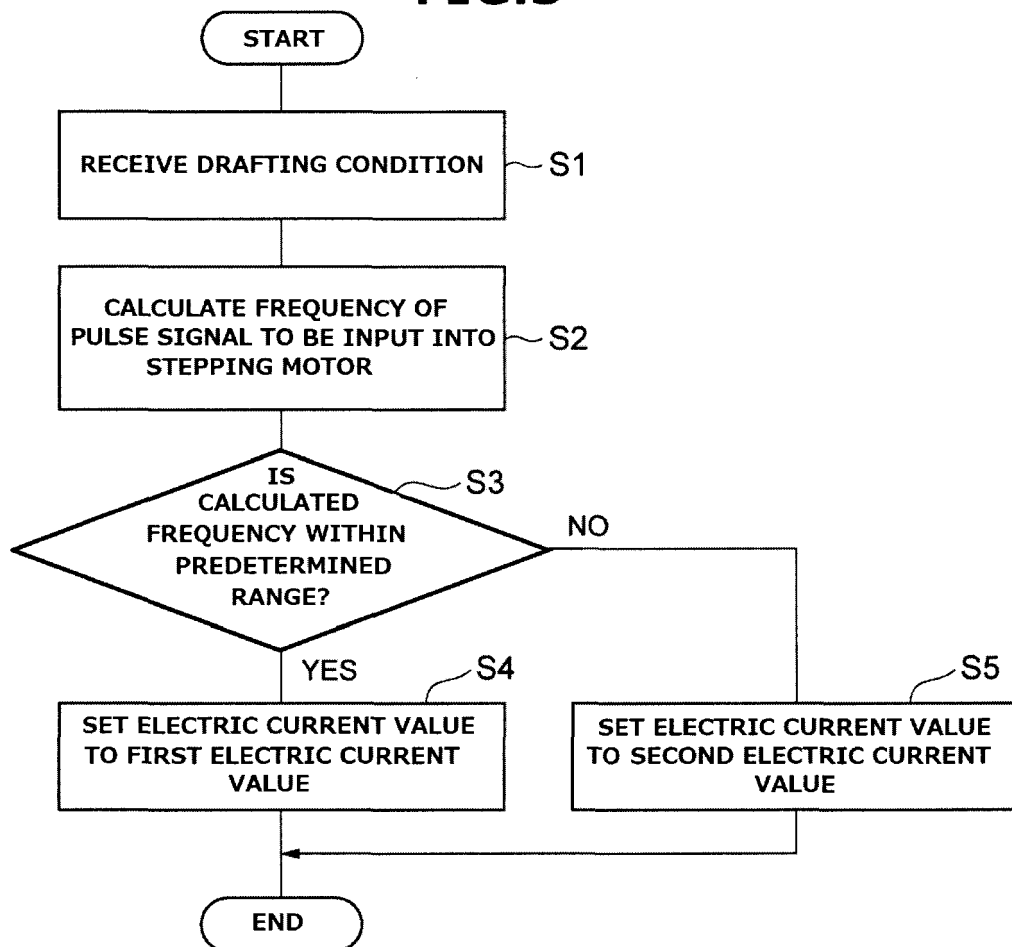 START
RECEIVE DRAFTING CONDITION
S1
CALCULATE FREQUENCY OF
PULSE SIGNAL TO BE INPUT INTO
STEPPING MOTOR
S2
IS
CALCULATED
FREQUENCY WITHIN
PREDETERMINED
RANGE?
S3
NO
YES
S4
SET ELECTRIC CURRENT VALUE
TO FIRST ELECTRIC CURRENT
VALUE
S5
SET ELECTRIC CURRENT VALUE
TO SECOND ELECTRIC CURRENT
VALUE
END